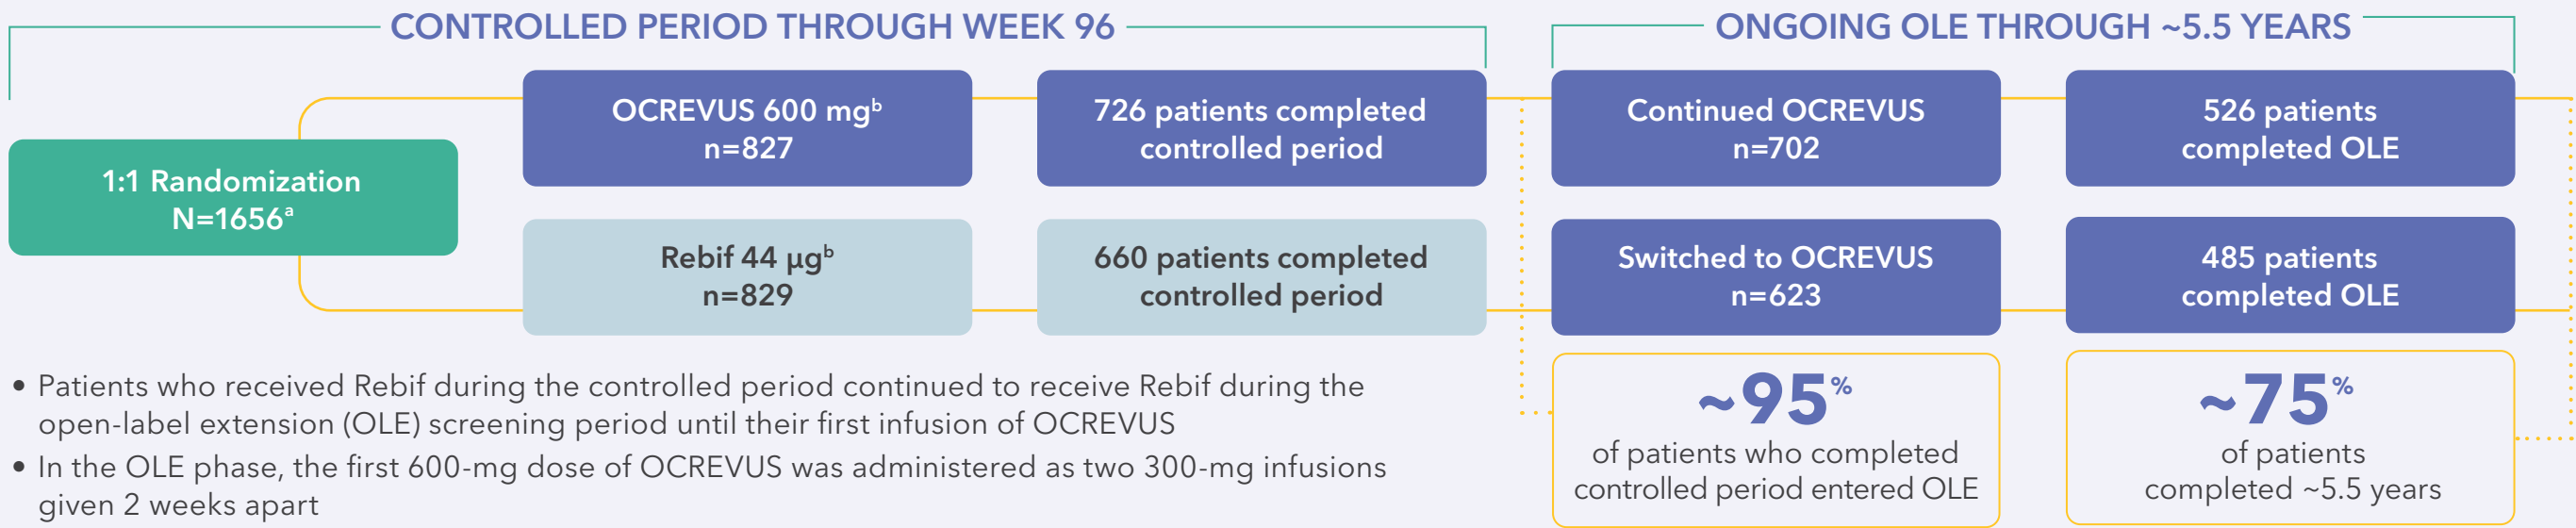 CONTROLLED PERIOD THROUGH WEEK 96
1:1 Randomization
N=1656ᵃ
OCREVUS 600 mgᵇ
n=827
726 patients completed
controlled period
Rebif 44 µgᵇ
n=829
660 patients completed
controlled period
ONGOING OLE THROUGH ~5.5 YEARS
Continued OCREVUS
n=702
526 patients
completed OLE
Switched to OCREVUS
n=623
485 patients
completed OLE
• Patients who received Rebif during the controlled period continued to receive Rebif during the
open-label extension (OLE) screening period until their first infusion of OCREVUS
• In the OLE phase, the first 600-mg dose of OCREVUS was administered as two 300-mg infusions
given 2 weeks apart
~95%
of patients who completed
controlled period entered OLE
~75%
of patients
completed ~5.5 years